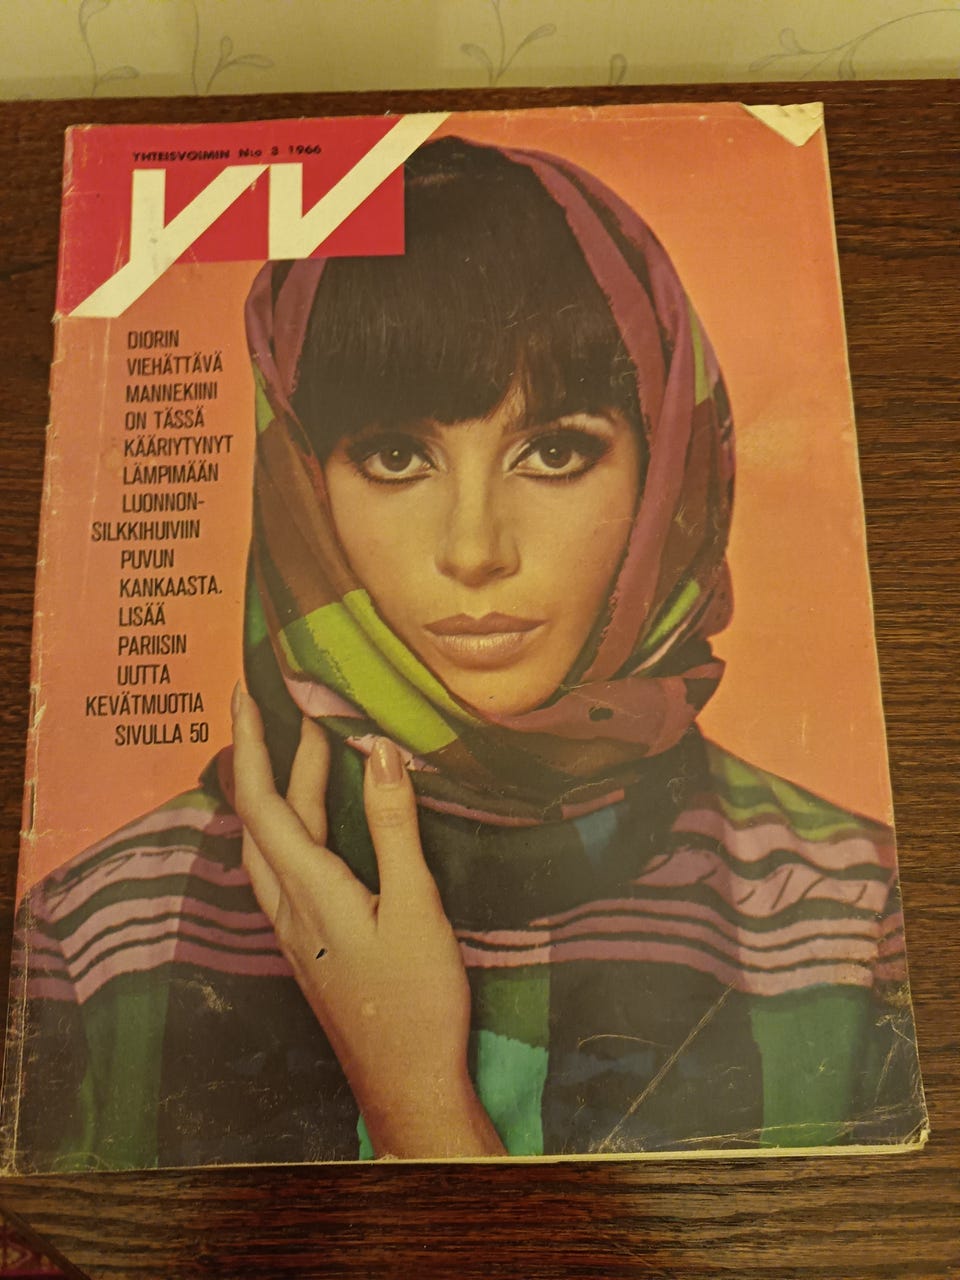 YHTEISVOIMIN N:o 3 1966
yv
DIORIN
VIEHÄTTÄVÄ
MANNEKIINI
ON TÄSSÄ
KÄÄRIYTYNYT
LÄMPIMÄÄN
LUONNON-
SILKKIHUIVIIN
PUVUN
KANKAASTA.
LISÄÄ
PARIISIN
UUTTA
KEVÄTMUOTIA
SIVULLA 50